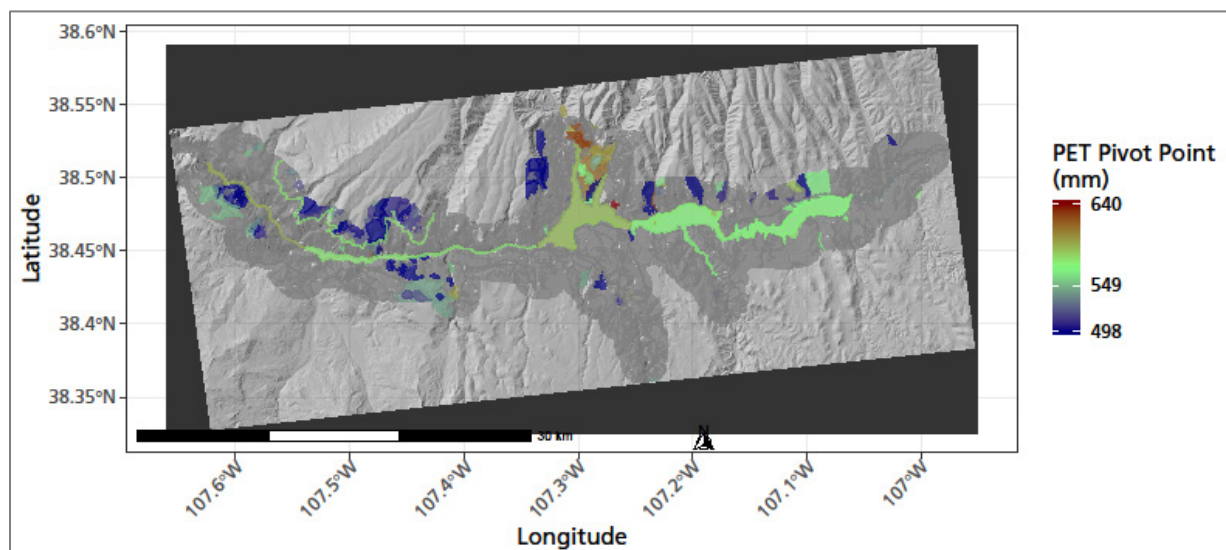 38.6°N
38.55°N
38.5°N
38.45°N
38.4°N
38.35°N
Latitude
30 km
N
107.6°W
107.5°W
107.4°W
107.3°W
107.2°W
107.1°W
107°W
Longitude
PET Pivot Point
(mm)
640
549
498